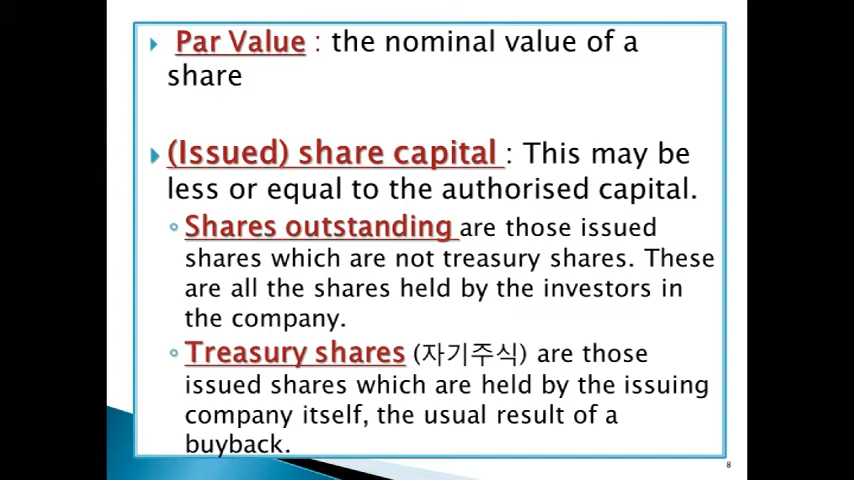 Par Value : the nominal value of a
share
(Issued) share capital : This may be
less or equal to the authorised capital.
Shares outstanding are those issued
shares which are not treasury shares. These
are all the shares held by the investors in
the company.
Treasury shares (자기주식) are those
issued shares which are held by the issuing
company itself, the usual result of a
buyback.
8